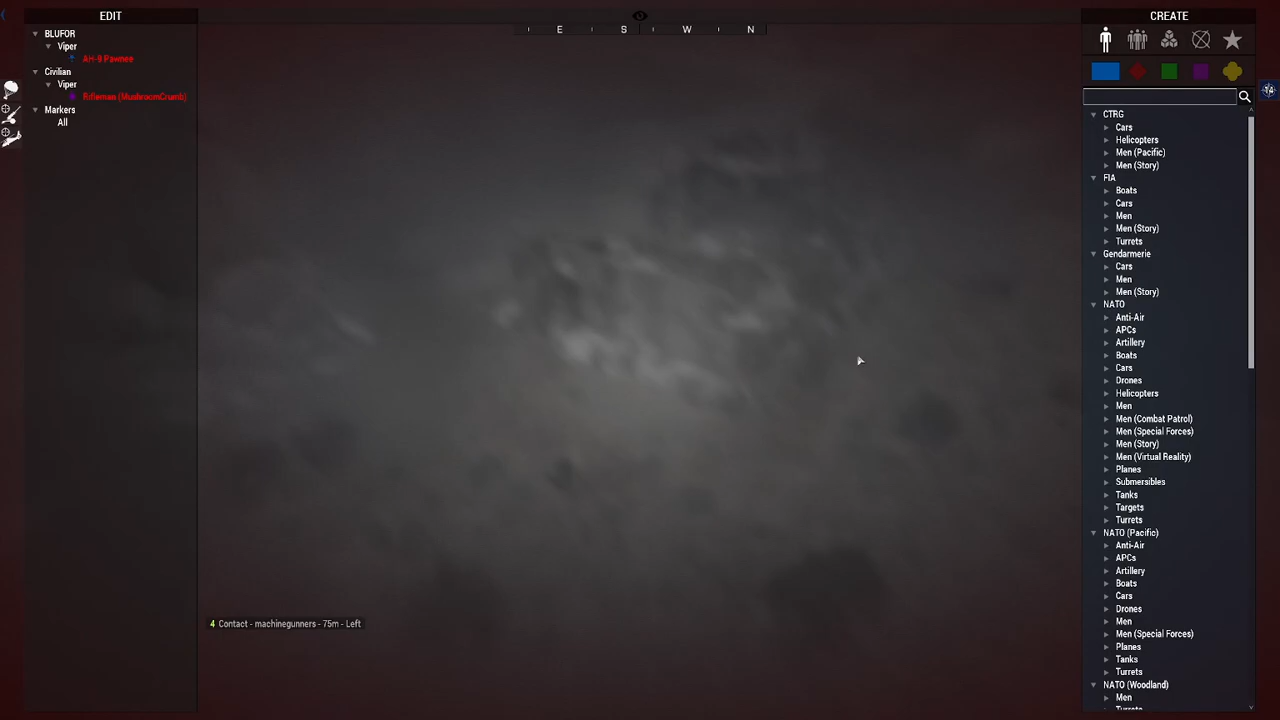 EDIT
BLUFOR
Viper
AH-9 Pawnee
Civilian
Viper
Rifleman (MushroomCrumb)
Markers
All
E S W N
4 Contact - machinegunners - 75m - Left
CREATE
CTRG
Cars
Helicopters
Men (Pacific)
Men (Story)
FIA
Boats
Cars
Men
Men (Story)
Turrets
Gendarmerie
Cars
Men
Men (Story)
NATO
Anti-Air
APCs
Artillery
Boats
Cars
Drones
Helicopters
Men
Men (Combat Patrol)
Men (Special Forces)
Men (Story)
Men (Virtual Reality)
Planes
Submersibles
Tanks
Targets
Turrets
NATO (Pacific)
Anti-Air
APCs
Artillery
Boats
Cars
Drones
Men
Men (Special Forces)
Planes
Tanks
Turrets
NATO (Woodland)
Men
Turrets